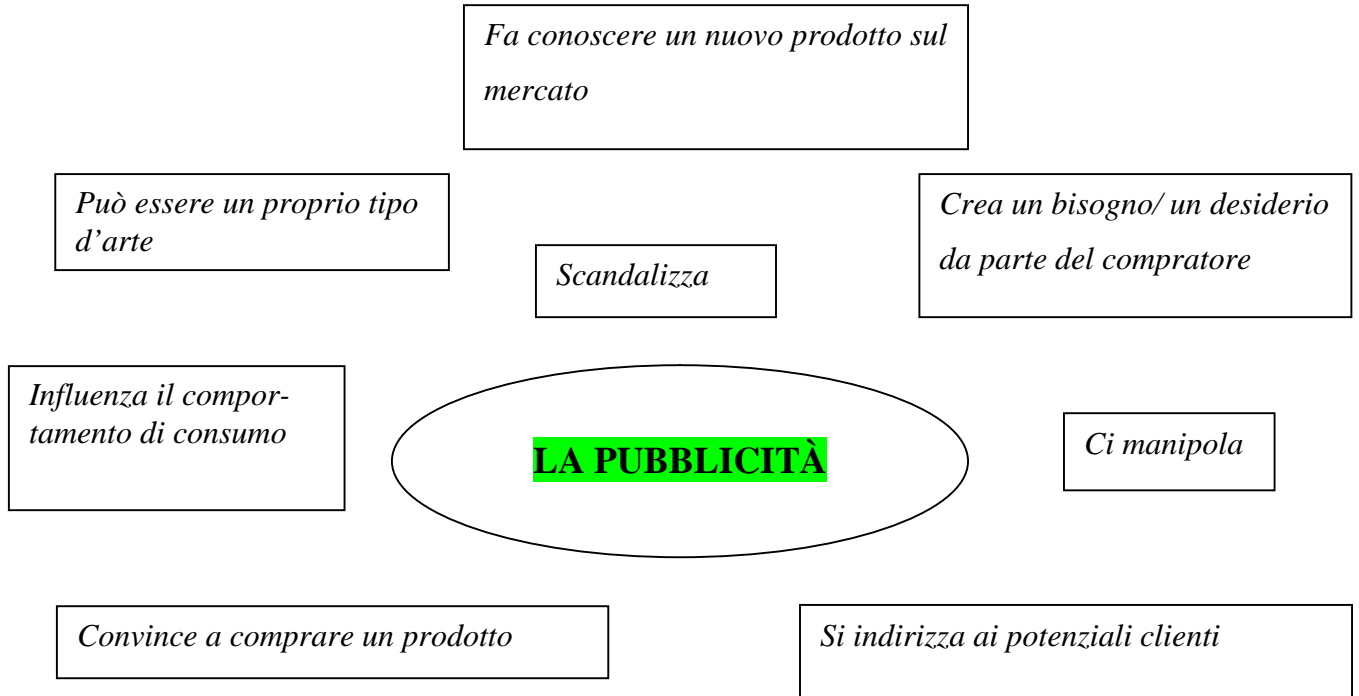 Fa conoscere un nuovo prodotto sul
mercato
Può essere un proprio tipo
d'arte
Crea un bisogno/ un desiderio
da parte del compratore
Scandalizza
Influenza il compor-
tamento di consumo
LA PUBBLICITÀ
Ci manipola
Convince a comprare un prodotto
Si indirizza ai potenziali clienti